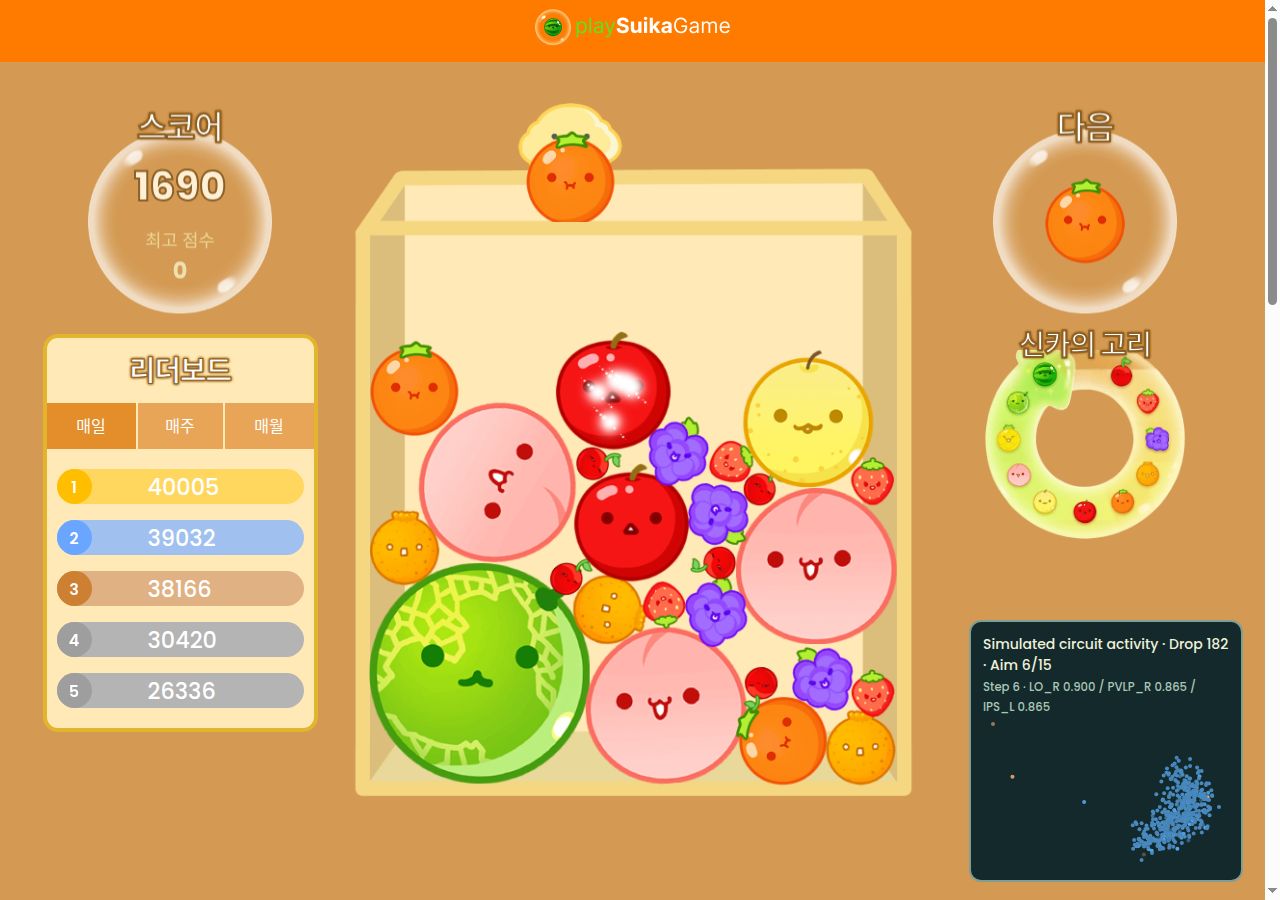 playSuikaGame
스코어
1690
최고 점수
0
다음
리더보드
매일 매주 매월
1 40005
2 39032
3 38166
4 30420
5 26336
신카의 고리
Simulated circuit activity · Drop 182
· Aim 6/15
Step 6 · LO_R 0.900 / PVLP_R 0.865 /
IPS_L 0.865